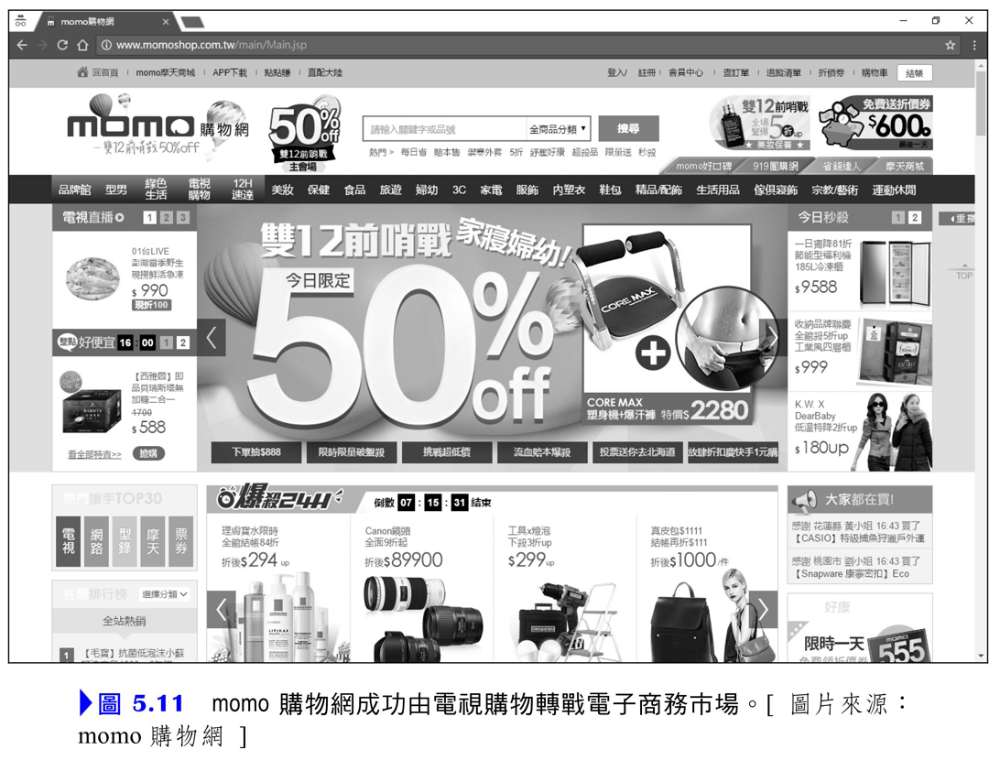 momo購物網
www.momoshop.com.tw/main/Main.jsp
回首頁 momo摩天商城 APP下載 點點賺 直配大陸
登入/ 註冊 會員中心 查訂單 追蹤清單 折價券 購物車 結帳
momo 購物網
雙12前哨戰50%off
50%off
雙12前哨戰
主會場
請輸入關鍵字或品號 全商品分類 搜尋
熱門 > 每日省 賠本售 禦寒外套 5折 紓壓好康 超殺品 限量送 秒殺
雙12前哨戰
全場
驚爆5折up
★ 美妝保養 ★
免費送折價券
$600
最後一天
momo好口碑 919團購網 省錢達人 摩天商城
品牌館 型男 綠色生活 電視購物 12H速達 美妝 保健 食品 旅遊 婦幼 3C 家電 服飾 內塑衣 鞋包 精品/配飾 生活用品 傢俱寢飾 宗教/藝術 運動休閒
電視直播 1 2 3
01台LIVE
澎湖當季野生
現撈鮮活急凍
$ 990
現折100
整點 好便宜 16 : 00 1 2
【西雅圖】即
品貝瑞斯塔無
加糖二合一
1700
$ 588
看全部特賣>> 搶購
雙12前哨戰 家寢婦幼!
今日限定
50%off
CORE MAX
CORE MAX
塑身機+爆汗褲 特價$2280
下單抽$888 限時限量破盤殺 挑戰超低價 流血賠本爆殺 投票送你去北海道 放肆折扣慶快手1元購
今日秒殺 1 2
一日獨降81折
節能型福利機
185L冷凍櫃
$9588
收納品牌聯慶
全館殺5折up
工業風四層櫃
$999
K.W. X
DearBaby
低溫特降2折up
$180up
TOP
熱門搶手TOP30
電視 網路 型錄 摩天 票券
各類排行榜 選擇分類
全站熱銷
1 【毛寶】抗菌低泡沫小蘇
爆殺24H 倒數 07 : 15 : 31 結束
理膚寶水限時
全館結帳84折
折後$294 up
Canon鏡頭
全面9折起
折後$89900
工具x燈泡
下殺3折up
$299up
真皮包$1111
結帳再折$111
折後$1000/件
大家都在買!
感謝 花蓮縣 黃小姐 16:43 買了
【CASIO】特級捕魚狩獵戶外運
感謝 桃園市 劉小姐 16:43 買了
【Snapware 康寧密扣】Eco
好康
限時一天
免費領折價券
momo
555
圖 5.11 momo 購物網成功由電視購物轉戰電子商務市場。[ 圖片來源：
momo 購物網 ]